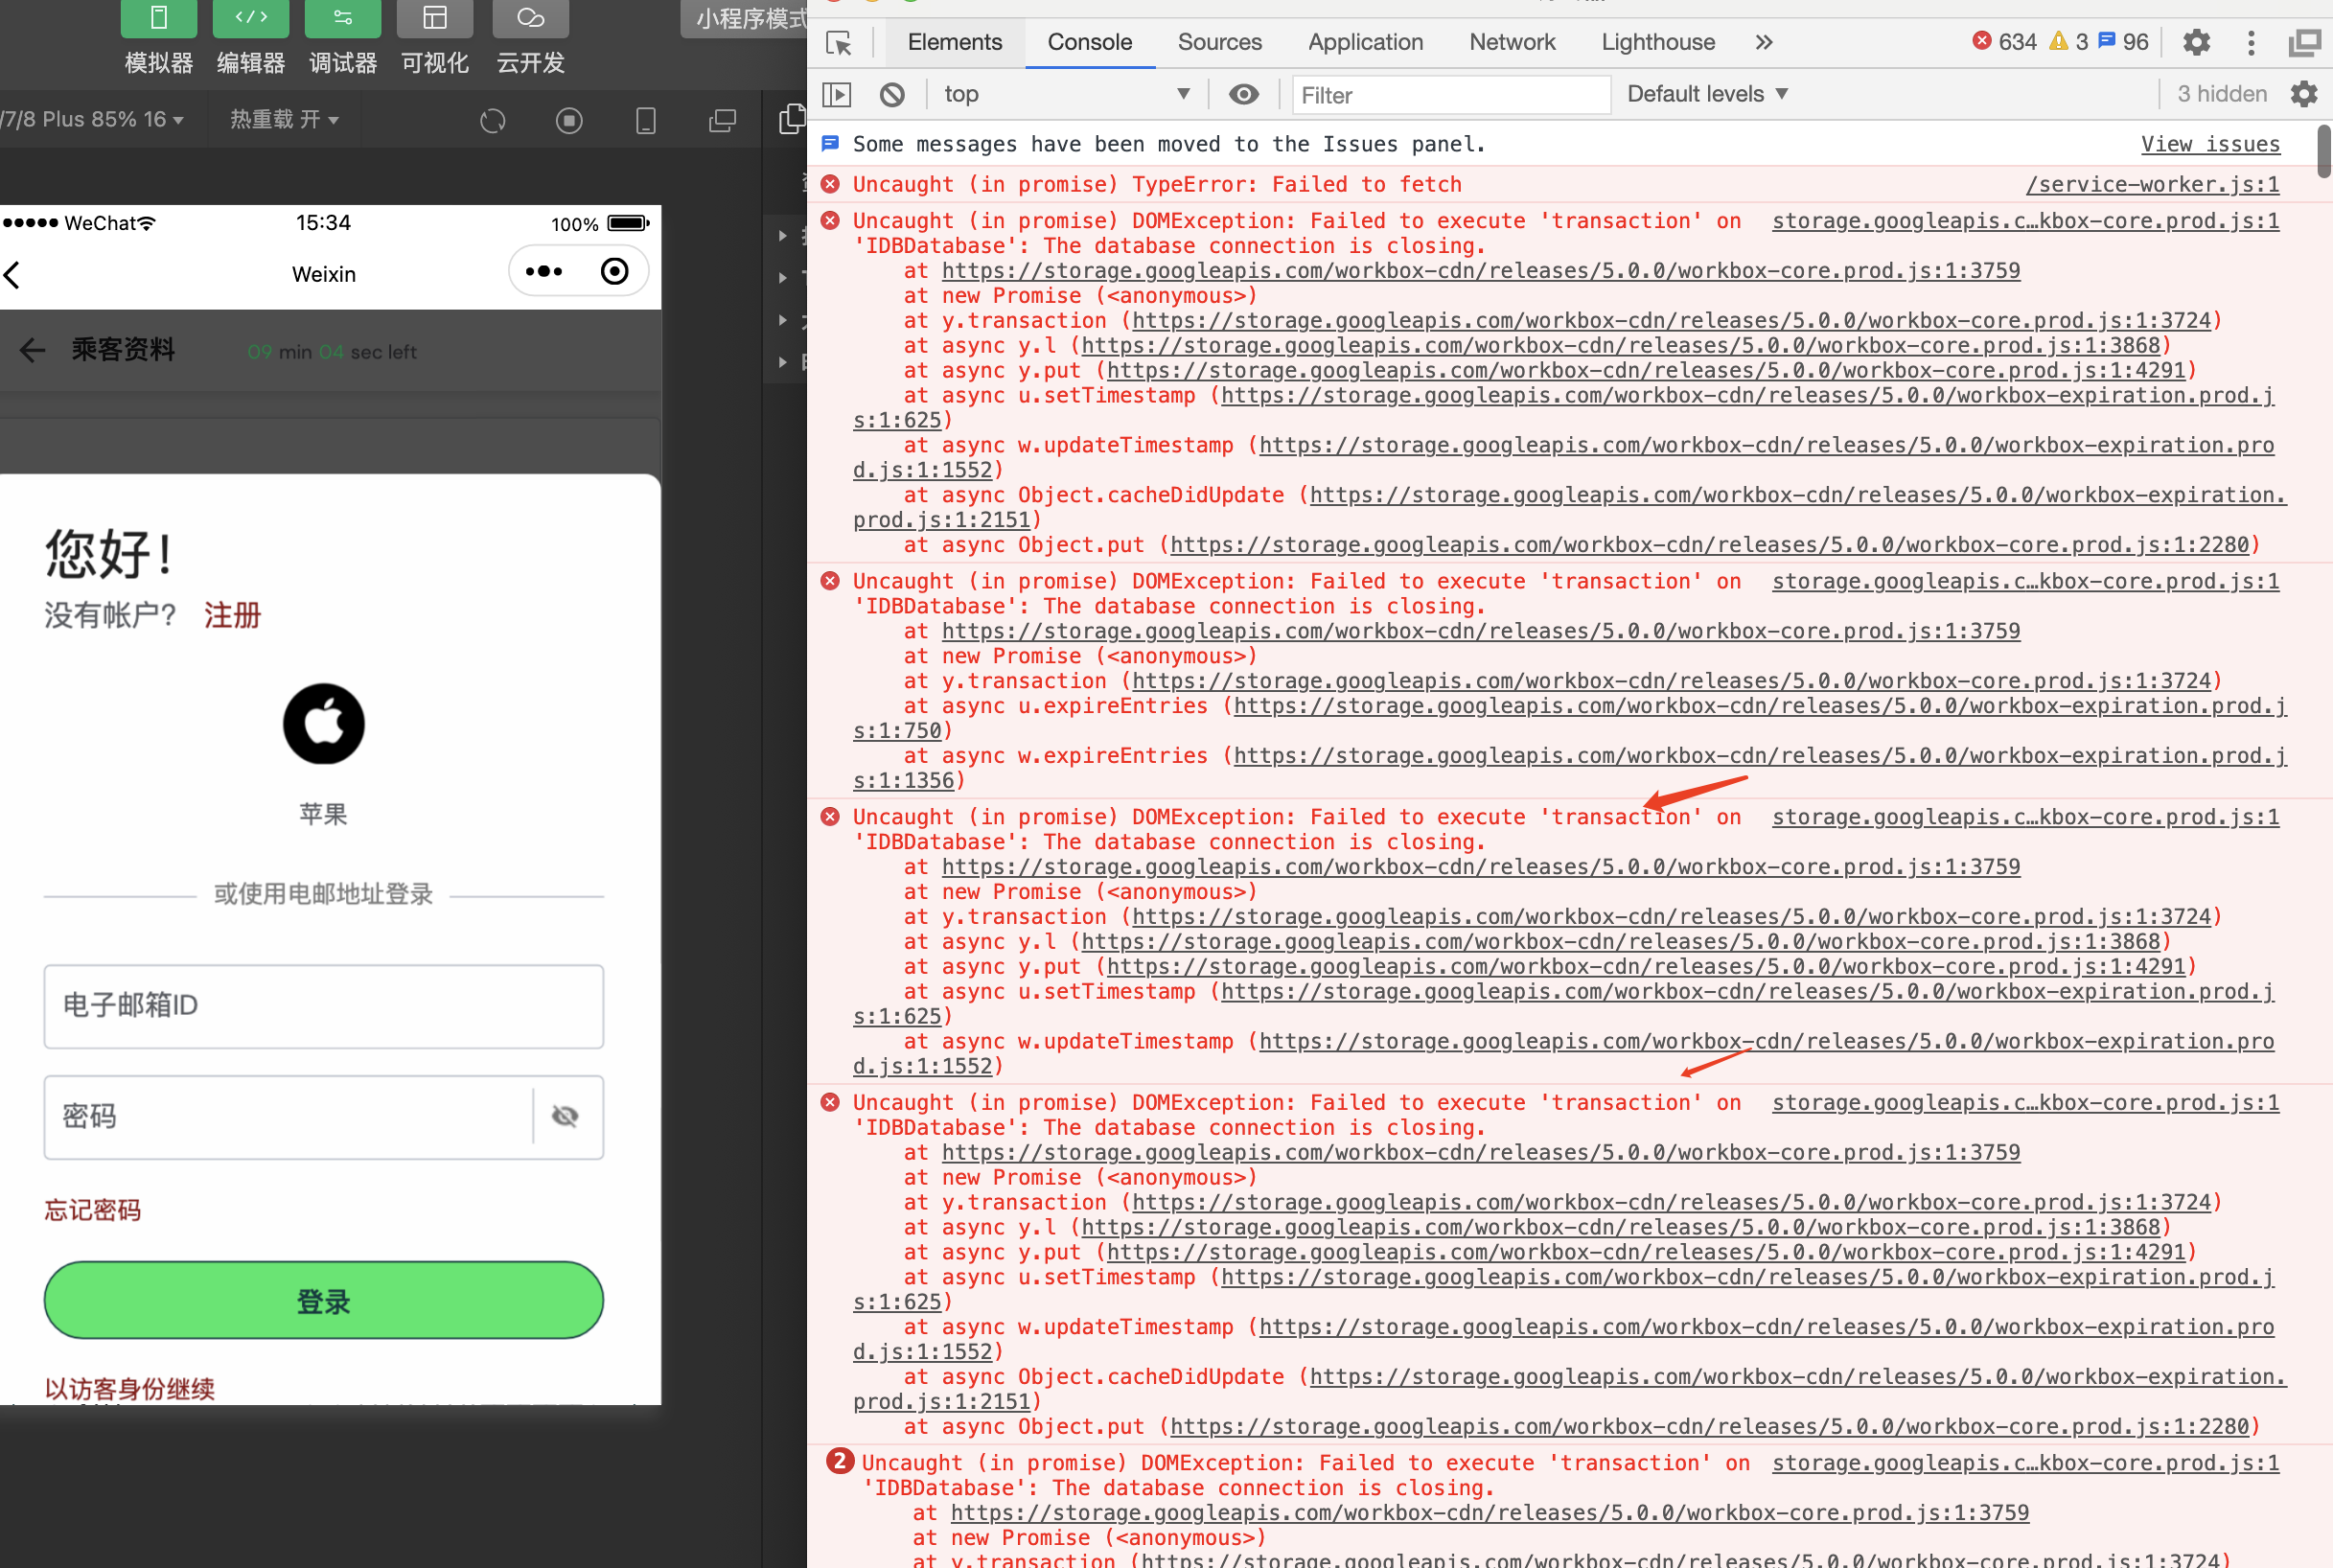 模拟器
编辑器
调试器
可视化
云开发
小程序模式
/7/8 Plus 85% 16
热重载 开
WeChat
15:34
100%
Weixin
乘客资料
09 min 04 sec left
您好！
没有帐户？ 注册
苹果
或使用电邮地址登录
电子邮箱ID
密码
忘记密码
登录
以访客身份继续
Elements
Console
Sources
Application
Network
Lighthouse
634
3
96
top
Filter
Default levels
3 hidden
Some messages have been moved to the Issues panel.
View issues
Uncaught (in promise) TypeError: Failed to fetch
/service-worker.js:1
Uncaught (in promise) DOMException: Failed to execute 'transaction' on storage.googleapis.c…kbox-core.prod.js:1
'IDBDatabase': The database connection is closing.
at https://storage.googleapis.com/workbox-cdn/releases/5.0.0/workbox-core.prod.js:1:3759
at new Promise (<anonymous>)
at y.transaction (https://storage.googleapis.com/workbox-cdn/releases/5.0.0/workbox-core.prod.js:1:3724)
at async y.l (https://storage.googleapis.com/workbox-cdn/releases/5.0.0/workbox-core.prod.js:1:3868)
at async y.put (https://storage.googleapis.com/workbox-cdn/releases/5.0.0/workbox-core.prod.js:1:4291)
at async u.setTimestamp (https://storage.googleapis.com/workbox-cdn/releases/5.0.0/workbox-expiration.prod.j
s:1:625)
at async w.updateTimestamp (https://storage.googleapis.com/workbox-cdn/releases/5.0.0/workbox-expiration.pro
d.js:1:1552)
at async Object.cacheDidUpdate (https://storage.googleapis.com/workbox-cdn/releases/5.0.0/workbox-expiration.
prod.js:1:2151)
at async Object.put (https://storage.googleapis.com/workbox-cdn/releases/5.0.0/workbox-core.prod.js:1:2280)
Uncaught (in promise) DOMException: Failed to execute 'transaction' on storage.googleapis.c…kbox-core.prod.js:1
'IDBDatabase': The database connection is closing.
at https://storage.googleapis.com/workbox-cdn/releases/5.0.0/workbox-core.prod.js:1:3759
at new Promise (<anonymous>)
at y.transaction (https://storage.googleapis.com/workbox-cdn/releases/5.0.0/workbox-core.prod.js:1:3724)
at async u.expireEntries (https://storage.googleapis.com/workbox-cdn/releases/5.0.0/workbox-expiration.prod.j
s:1:750)
at async w.expireEntries (https://storage.googleapis.com/workbox-cdn/releases/5.0.0/workbox-expiration.prod.j
s:1:1356)
Uncaught (in promise) DOMException: Failed to execute 'transaction' on storage.googleapis.c…kbox-core.prod.js:1
'IDBDatabase': The database connection is closing.
at https://storage.googleapis.com/workbox-cdn/releases/5.0.0/workbox-core.prod.js:1:3759
at new Promise (<anonymous>)
at y.transaction (https://storage.googleapis.com/workbox-cdn/releases/5.0.0/workbox-core.prod.js:1:3724)
at async y.l (https://storage.googleapis.com/workbox-cdn/releases/5.0.0/workbox-core.prod.js:1:3868)
at async y.put (https://storage.googleapis.com/workbox-cdn/releases/5.0.0/workbox-core.prod.js:1:4291)
at async u.setTimestamp (https://storage.googleapis.com/workbox-cdn/releases/5.0.0/workbox-expiration.prod.j
s:1:625)
at async w.updateTimestamp (https://storage.googleapis.com/workbox-cdn/releases/5.0.0/workbox-expiration.pro
d.js:1:1552)
Uncaught (in promise) DOMException: Failed to execute 'transaction' on storage.googleapis.c…kbox-core.prod.js:1
'IDBDatabase': The database connection is closing.
at https://storage.googleapis.com/workbox-cdn/releases/5.0.0/workbox-core.prod.js:1:3759
at new Promise (<anonymous>)
at y.transaction (https://storage.googleapis.com/workbox-cdn/releases/5.0.0/workbox-core.prod.js:1:3724)
at async y.l (https://storage.googleapis.com/workbox-cdn/releases/5.0.0/workbox-core.prod.js:1:3868)
at async y.put (https://storage.googleapis.com/workbox-cdn/releases/5.0.0/workbox-core.prod.js:1:4291)
at async u.setTimestamp (https://storage.googleapis.com/workbox-cdn/releases/5.0.0/workbox-expiration.prod.j
s:1:625)
at async w.updateTimestamp (https://storage.googleapis.com/workbox-cdn/releases/5.0.0/workbox-expiration.pro
d.js:1:1552)
at async Object.cacheDidUpdate (https://storage.googleapis.com/workbox-cdn/releases/5.0.0/workbox-expiration.
prod.js:1:2151)
at async Object.put (https://storage.googleapis.com/workbox-cdn/releases/5.0.0/workbox-core.prod.js:1:2280)
2 Uncaught (in promise) DOMException: Failed to execute 'transaction' on storage.googleapis.c…kbox-core.prod.js:1
'IDBDatabase': The database connection is closing.
at https://storage.googleapis.com/workbox-cdn/releases/5.0.0/workbox-core.prod.js:1:3759
at new Promise (<anonymous>)
at y.transaction (https://storage.googleapis.com/workbox-cdn/releases/5.0.0/workbox-core.prod.js:1:3724)